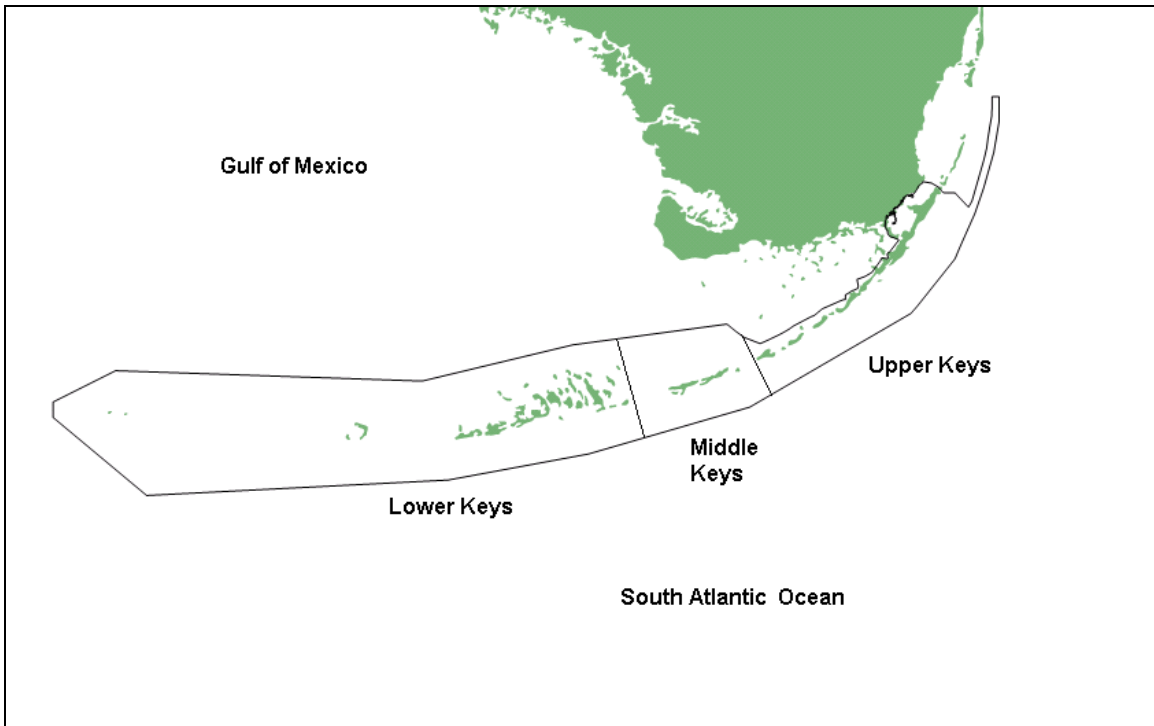 Gulf of Mexico
Upper Keys
Middle
Keys
Lower Keys
South Atlantic Ocean